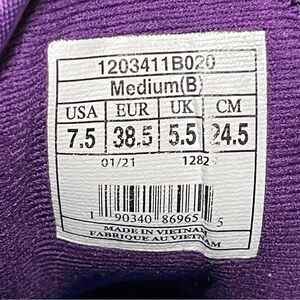 1203411B020
Medium(B)
USA EUR UK CM
7.5 38.5 5.5 24.5
01/21
1 90340 86965 5
MADE IN VIETNAM
FABRIQUE AU VIETNAM